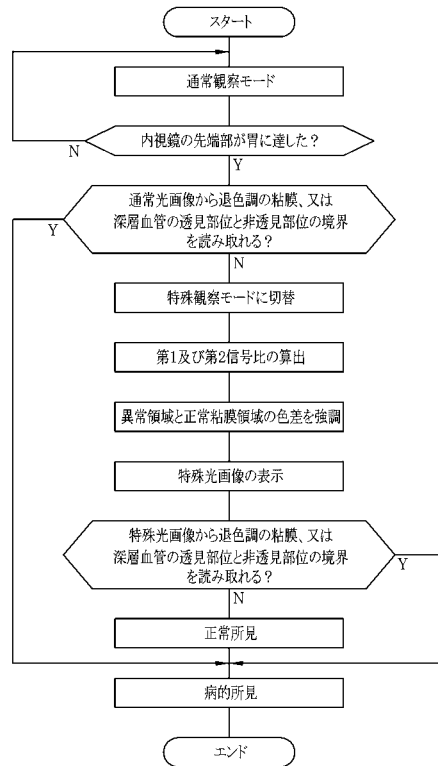 スタート
通常観察モード
内視鏡の先端部が胃に達した？
N
Y
通常光画像から退色調の粘膜、又は
深層血管の透見部位と非透見部位の境界
を読み取れる？
Y
N
特殊観察モードに切替
第1及び第2信号比の算出
異常領域と正常粘膜領域の色差を強調
特殊光画像の表示
特殊光画像から退色調の粘膜、又は
深層血管の透見部位と非透見部位の境界
を読み取れる？
Y
N
正常所見
病的所見
エンド